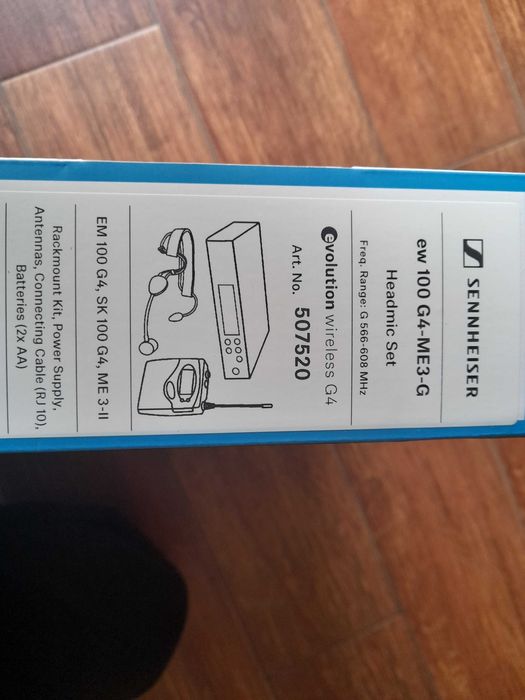 SENNHEISER
ew 100 G4-ME3-G
Headmic Set
Freq. Range: G 566-608 MHz
evolution wireless G4
Art. No. 507520
EM 100 G4, SK 100 G4, ME 3-II
Rackmount Kit, Power Supply,
Antennas, Connecting Cable (RJ 10),
Batteries (2x AA)